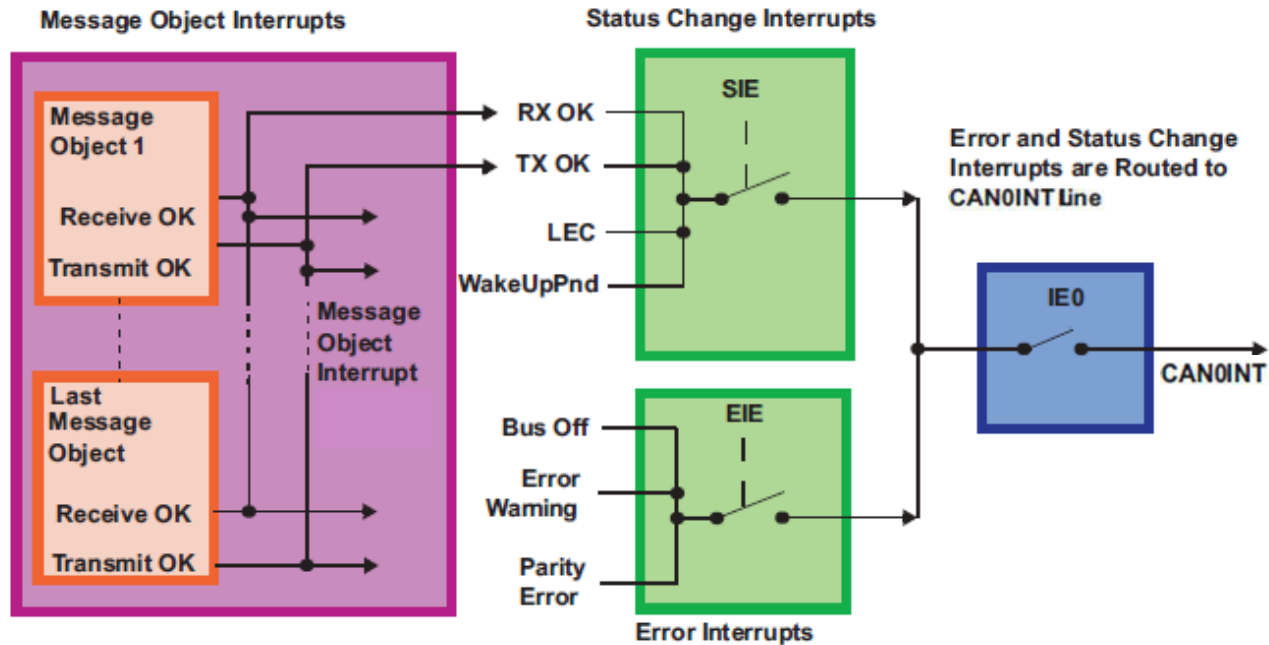 Message Object Interrupts
Status Change Interrupts
Message
Object 1
Receive OK
Transmit OK
Message
Object
Interrupt
Last
Message
Object
Receive OK
Transmit OK
RX OK
TX OK
LEC
WakeUpPnd
SIE
Bus Off
Error
Warning
Parity
Error
EIE
Error Interrupts
Error and Status Change
Interrupts are Routed to
CAN0INT Line
IE0
CAN0INT